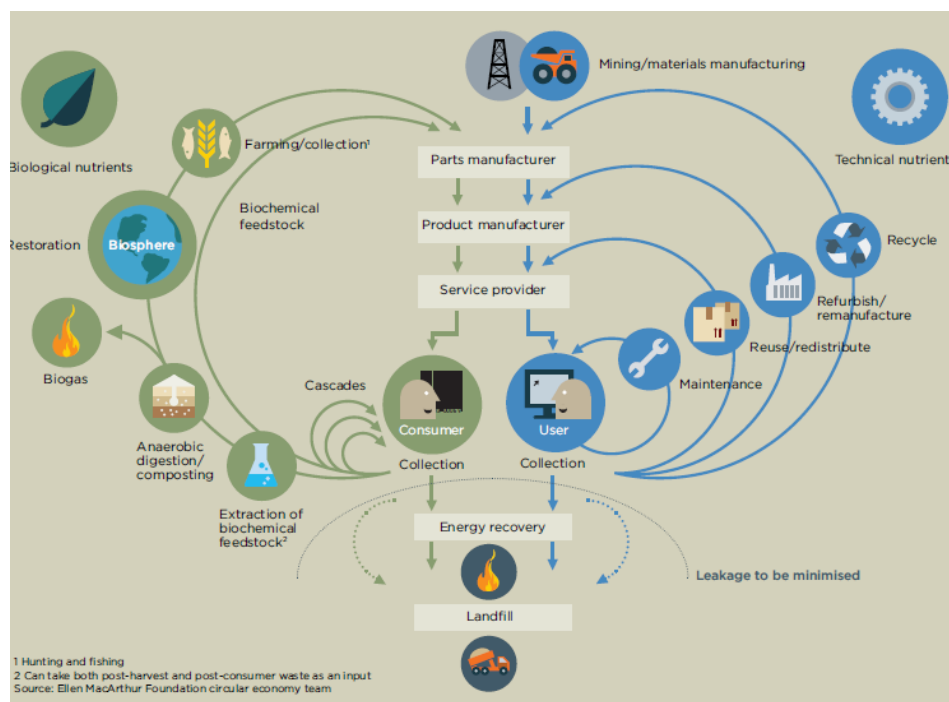 Mining/materials manufacturing
Biological nutrients
Farming/collection¹
Parts manufacturer
Technical nutrient
Biochemical
feedstock
Product manufacturer
Restoration
Biosphere
Recycle
Service provider
Refurbish/
remanufacture
Biogas
Reuse/redistribute
Cascades
Maintenance
Consumer
User
Anaerobic
digestion/
composting
Collection
Collection
Extraction of
biochemical
feedstock²
Energy recovery
Leakage to be minimised
Landfill
1 Hunting and fishing
2 Can take both post-harvest and post-consumer waste as an input
Source: Ellen MacArthur Foundation circular economy team